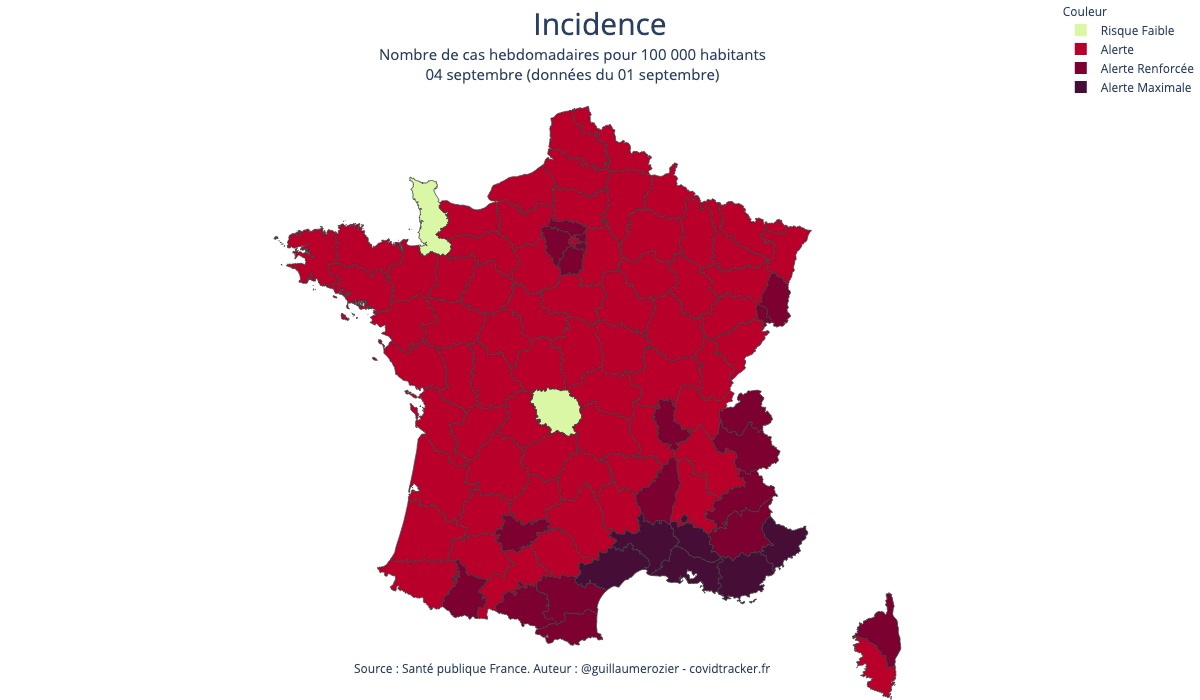 Incidence
Nombre de cas hebdomadaires pour 100 000 habitants
04 septembre (données du 01 septembre)
Couleur
Risque Faible
Alerte
Alerte Renforcée
Alerte Maximale
Source : Santé publique France. Auteur : @guillaumerozier - covidtracker.fr